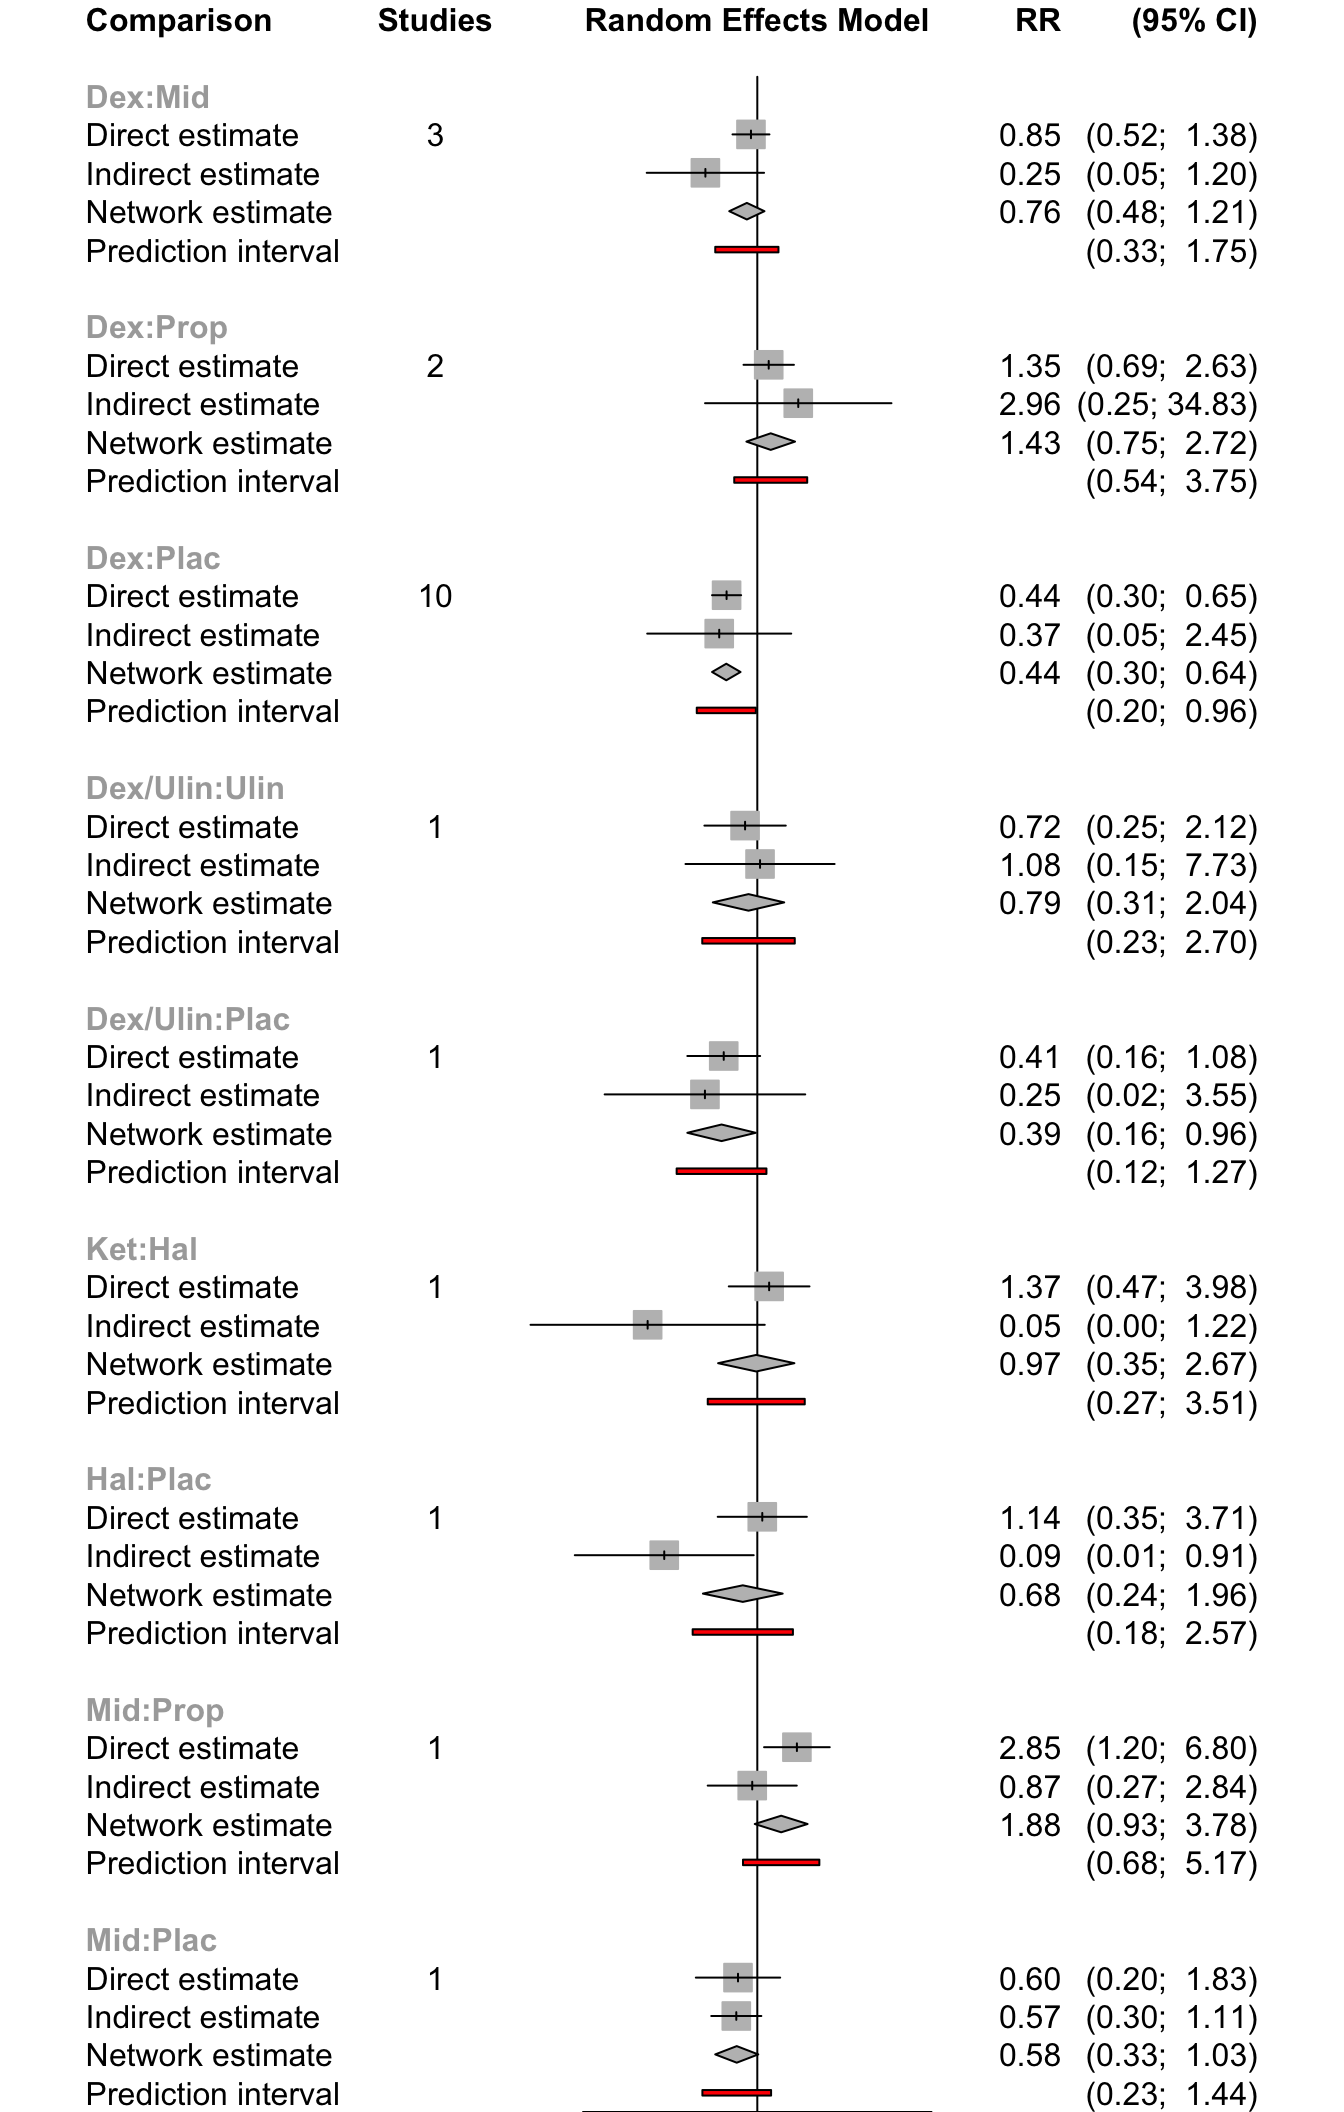 Comparison Studies Random Effects Model RR (95% CI)
Dex:Mid
Direct estimate 3 0.85 (0.52; 1.38)
Indirect estimate 0.25 (0.05; 1.20)
Network estimate 0.76 (0.48; 1.21)
Prediction interval (0.33; 1.75)
Dex:Prop
Direct estimate 2 1.35 (0.69; 2.63)
Indirect estimate 2.96 (0.25; 34.83)
Network estimate 1.43 (0.75; 2.72)
Prediction interval (0.54; 3.75)
Dex:Plac
Direct estimate 10 0.44 (0.30; 0.65)
Indirect estimate 0.37 (0.05; 2.45)
Network estimate 0.44 (0.30; 0.64)
Prediction interval (0.20; 0.96)
Dex/Ulin:Ulin
Direct estimate 1 0.72 (0.25; 2.12)
Indirect estimate 1.08 (0.15; 7.73)
Network estimate 0.79 (0.31; 2.04)
Prediction interval (0.23; 2.70)
Dex/Ulin:Plac
Direct estimate 1 0.41 (0.16; 1.08)
Indirect estimate 0.25 (0.02; 3.55)
Network estimate 0.39 (0.16; 0.96)
Prediction interval (0.12; 1.27)
Ket:Hal
Direct estimate 1 1.37 (0.47; 3.98)
Indirect estimate 0.05 (0.00; 1.22)
Network estimate 0.97 (0.35; 2.67)
Prediction interval (0.27; 3.51)
Hal:Plac
Direct estimate 1 1.14 (0.35; 3.71)
Indirect estimate 0.09 (0.01; 0.91)
Network estimate 0.68 (0.24; 1.96)
Prediction interval (0.18; 2.57)
Mid:Prop
Direct estimate 1 2.85 (1.20; 6.80)
Indirect estimate 0.87 (0.27; 2.84)
Network estimate 1.88 (0.93; 3.78)
Prediction interval (0.68; 5.17)
Mid:Plac
Direct estimate 1 0.60 (0.20; 1.83)
Indirect estimate 0.57 (0.30; 1.11)
Network estimate 0.58 (0.33; 1.03)
Prediction interval (0.23; 1.44)